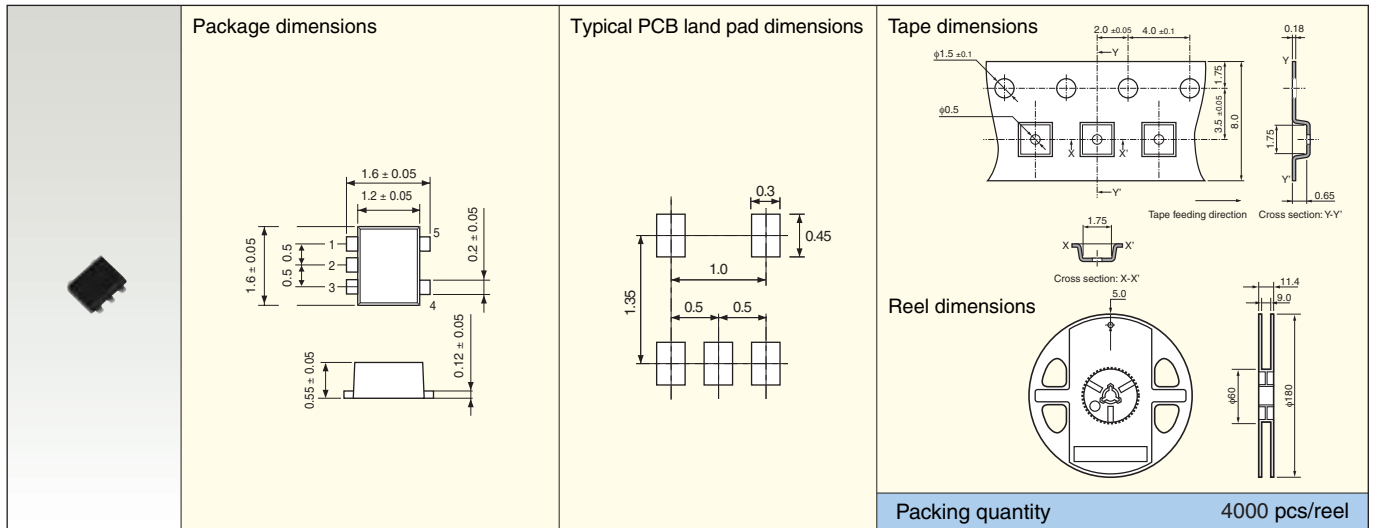 Package dimensions
1.6 ± 0.05
1.2 ± 0.05
1.6 ± 0.05
0.5
0.5
1
2
3
5
4
0.2 ± 0.05
0.55 ± 0.05
0.12 ± 0.05
Typical PCB land pad dimensions
0.3
0.45
1.0
1.35
0.5
0.5
Tape dimensions
2.0 ±0.05
4.0 ±0.1
φ1.5 ±0.1
φ0.5
Y
Y'
X
X'
1.75
3.5 ±0.05
8.0
Tape feeding direction
0.18
Y
1.75
Y'
0.65
Cross section: Y-Y'
1.75
X
X'
Cross section: X-X'
Reel dimensions
5.0
11.4
9.0
φ60
φ180
Packing quantity 4000 pcs/reel